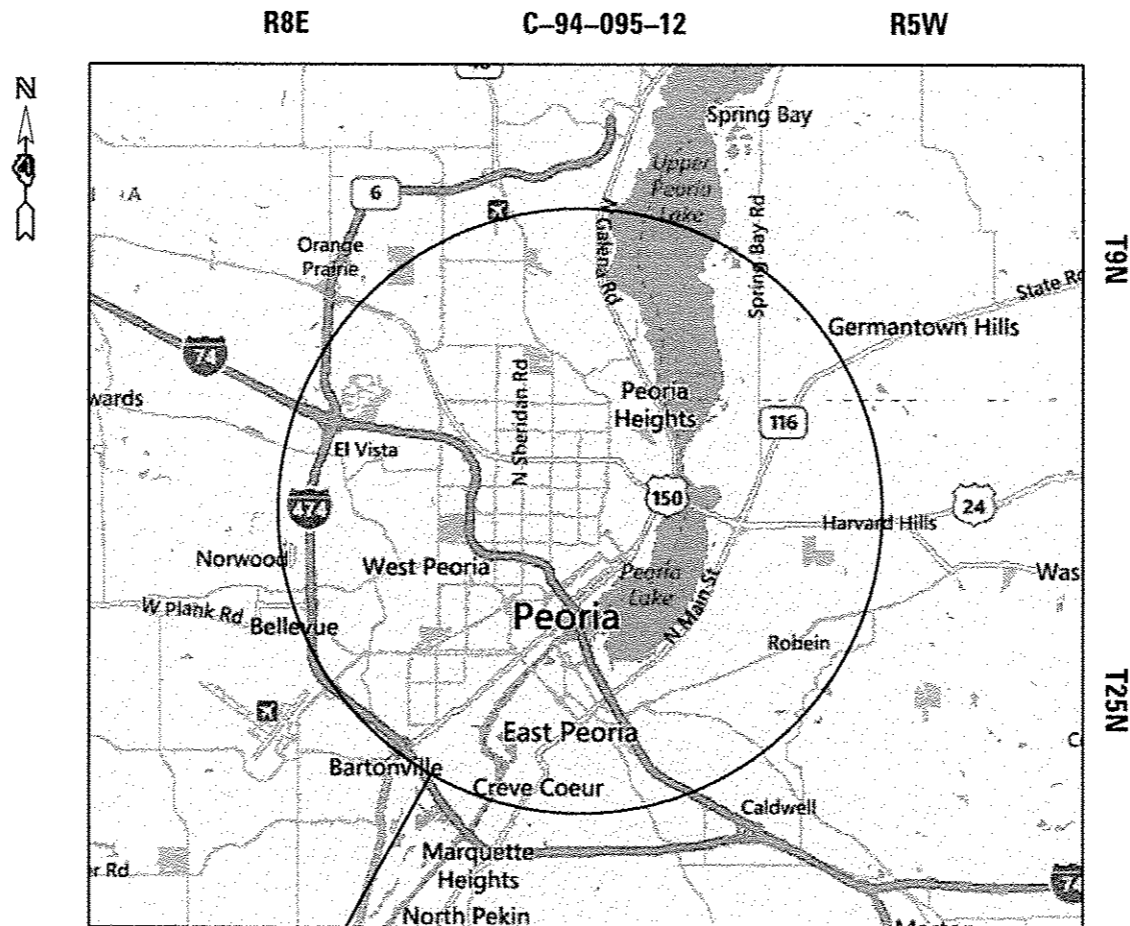 R8E C–94–095–12 R5W
N
Spring Bay
Upper
Peoria
Lake
6
A
N Galena Rd
Spring Bay Rd
Orange
Prairie
T9N
State Rd
Germantown Hills
74
N Sheridan Rd
Peoria
Heights
wards
116
El Vista
150
474
24
Harvard Hills
Norwood
West Peoria
Peoria
Lake
N Main St
Was
W Plank Rd
Bellevue
Peoria
Robein
T25N
East Peoria
Bartonville
Creve Coeur
Caldwell
Marquette
Heights
er Rd
North Pekin